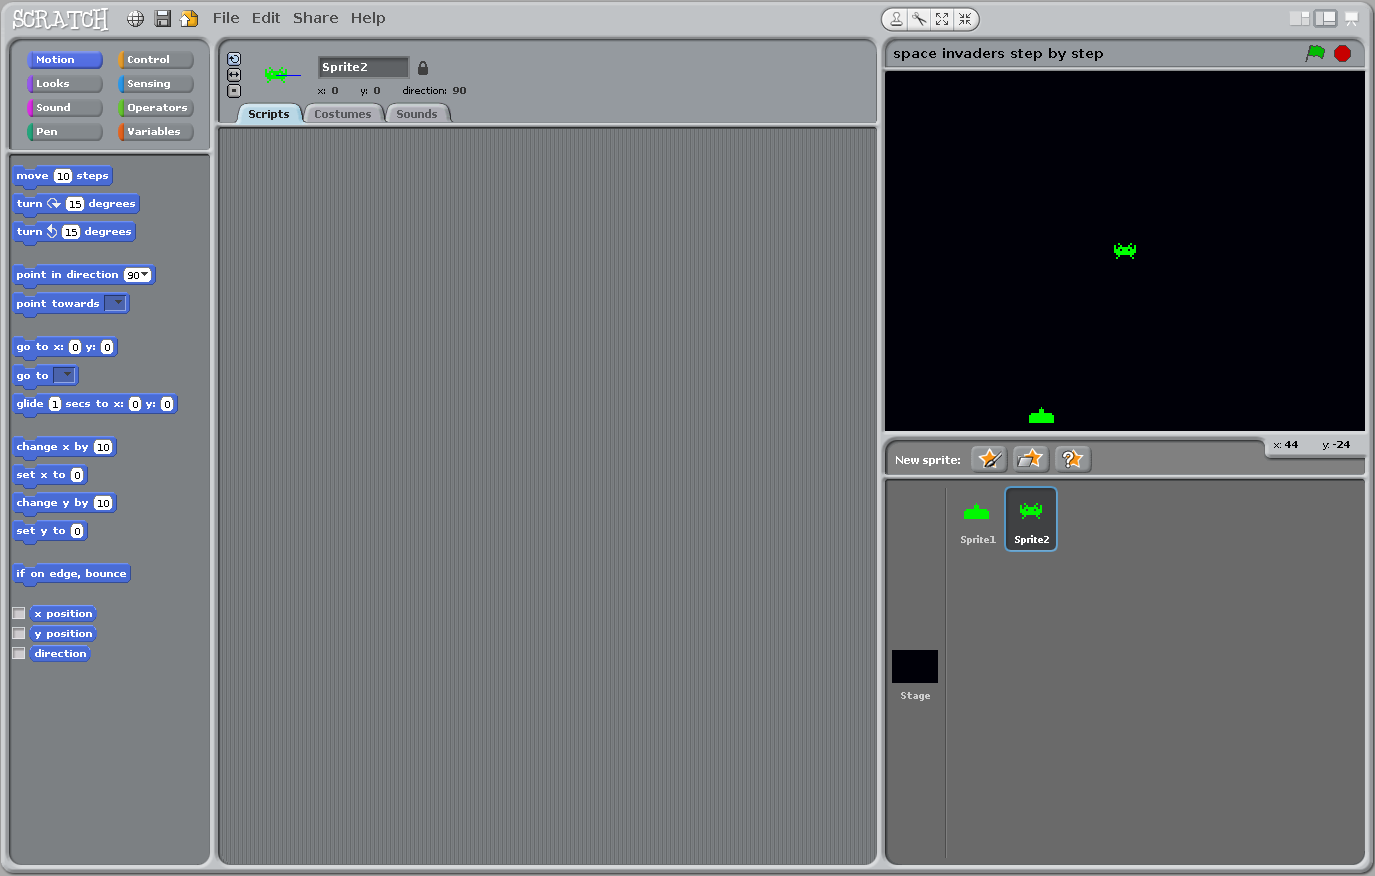 SCRATCH File Edit Share Help
Motion Control
Looks Sensing
Sound Operators
Pen Variables
move 10 steps
turn 15 degrees
turn 15 degrees
point in direction 90
point towards
go to x: 0 y: 0
go to
glide 1 secs to x: 0 y: 0
change x by 10
set x to 0
change y by 10
set y to 0
if on edge, bounce
x position
y position
direction
Sprite2
x: 0 y: 0 direction: 90
Scripts Costumes Sounds
space invaders step by step
x: 44 y: -24
New sprite:
Sprite1 Sprite2
Stage